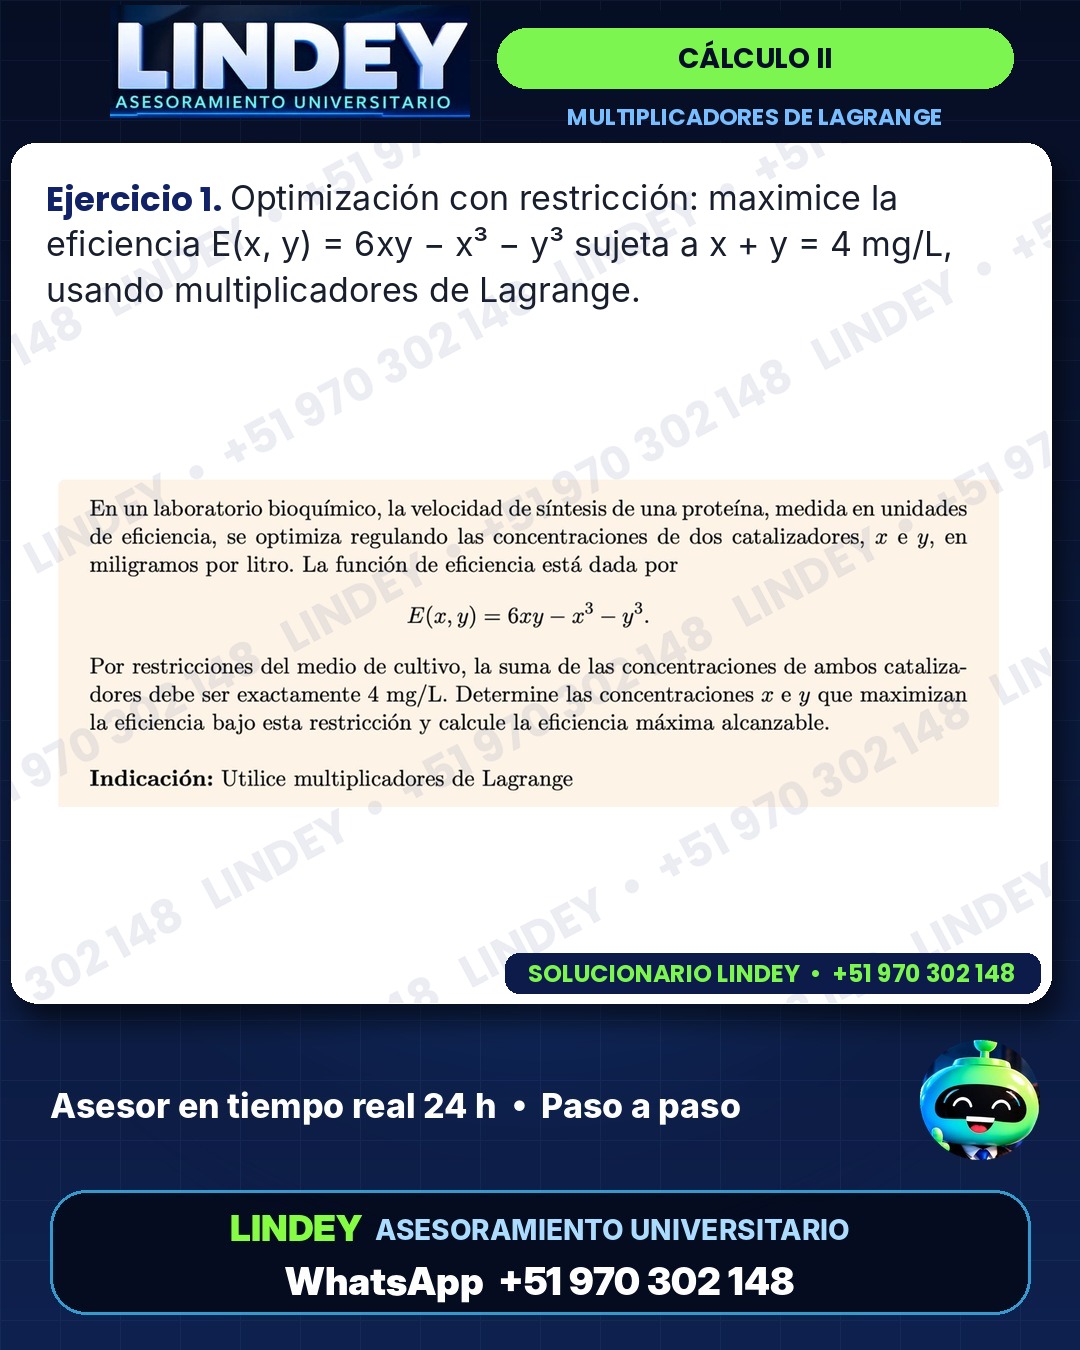 LINDEY
ASESORAMIENTO UNIVERSITARIO
CÁLCULO II
MULTIPLICADORES DE LAGRANGE
Ejercicio 1. Optimización con restricción: maximice la
eficiencia E(x, y) = 6xy − x³ − y³ sujeta a x + y = 4 mg/L,
usando multiplicadores de Lagrange.
En un laboratorio bioquímico, la velocidad de síntesis de una proteína, medida en unidades
de eficiencia, se optimiza regulando las concentraciones de dos catalizadores, x e y, en
miligramos por litro. La función de eficiencia está dada por
E(x, y) = 6xy − x³ − y³.
Por restricciones del medio de cultivo, la suma de las concentraciones de ambos cataliza-
dores debe ser exactamente 4 mg/L. Determine las concentraciones x e y que maximizan
la eficiencia bajo esta restricción y calcule la eficiencia máxima alcanzable.
Indicación: Utilice multiplicadores de Lagrange
SOLUCIONARIO LINDEY • +51 970 302 148
Asesor en tiempo real 24 h • Paso a paso
LINDEY ASESORAMIENTO UNIVERSITARIO
WhatsApp +51 970 302 148